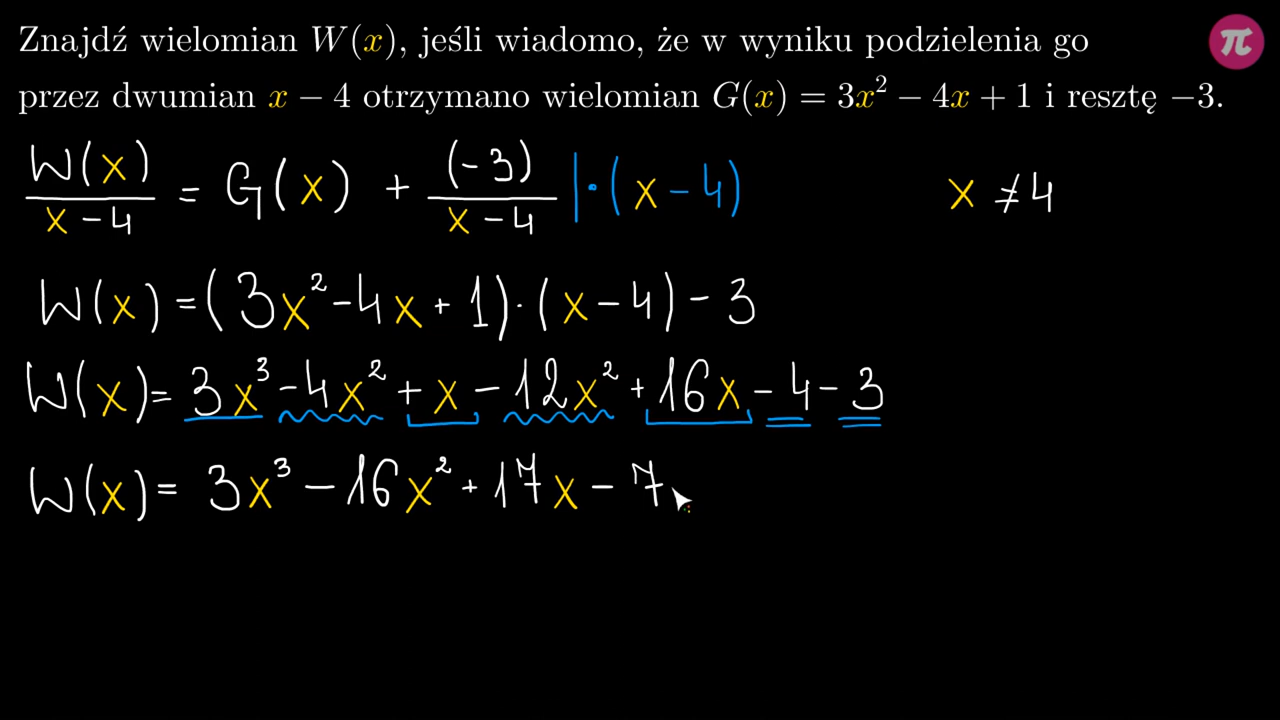 Znajdź wielomian W(x), jeśli wiadomo, że w wyniku podzielenia go
przez dwumian x − 4 otrzymano wielomian G(x) = 3x² − 4x + 1 i resztę −3.
π
W(x)/(x − 4) = G(x) + (−3)/(x − 4) |·(x − 4) x ≠ 4
W(x) = (3x² − 4x + 1)·(x − 4) − 3
W(x) = 3x³ − 4x² + x − 12x² + 16x − 4 − 3
W(x) = 3x³ − 16x² + 17x − 7